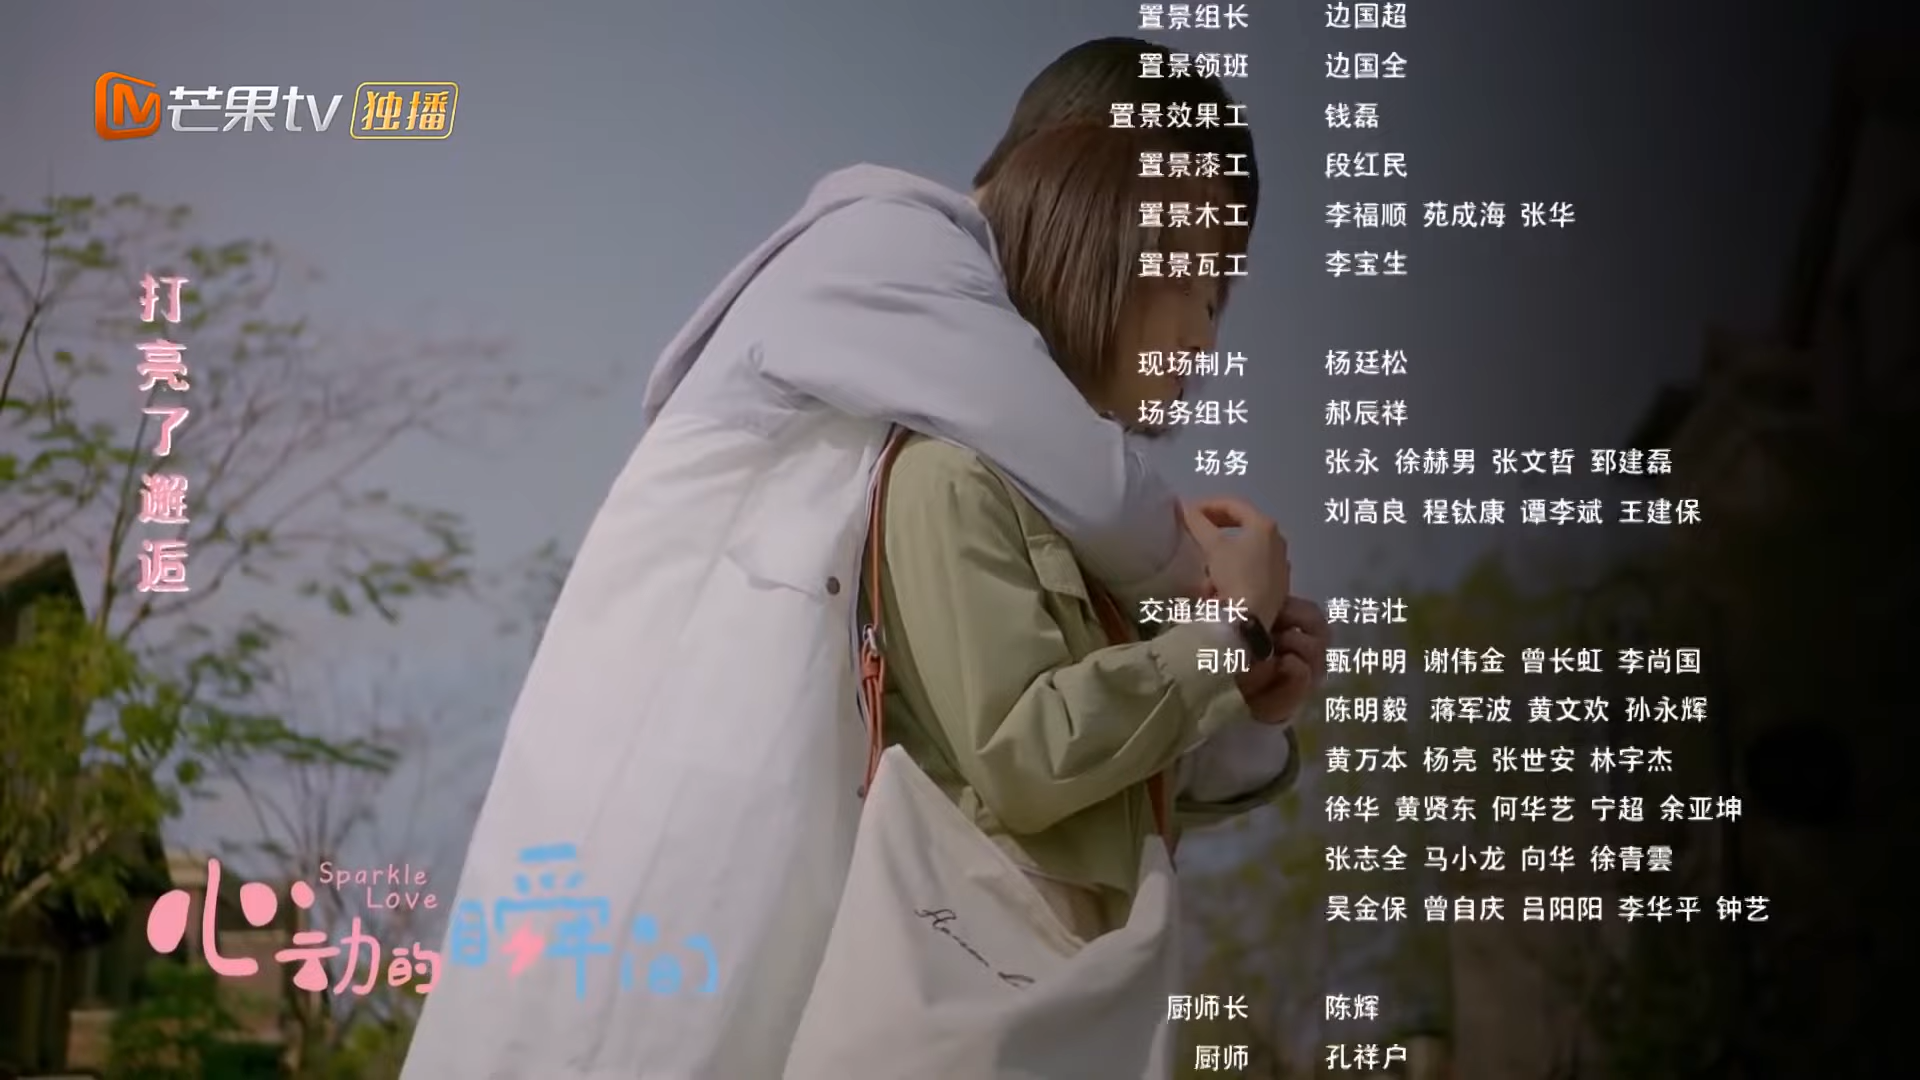 芒果tv 独播
打亮了邂逅
Sparkle
Love
心动的瞬间
置景组长 边国超
置景领班 边国全
置景效果工 钱磊
置景漆工 段红民
置景木工 李福顺 苑成海 张华
置景瓦工 李宝生
现场制片 杨廷松
场务组长 郝辰祥
场务 张永 徐赫男 张文哲 郅建磊
刘高良 程钛康 谭李斌 王建保
交通组长 黄浩壮
司机 甄仲明 谢伟金 曾长虹 李尚国
陈明毅 蒋军波 黄文欢 孙永辉
黄万本 杨亮 张世安 林宇杰
徐华 黄贤东 何华艺 宁超 余亚坤
张志全 马小龙 向华 徐青雲
吴金保 曾自庆 吕阳阳 李华平 钟艺
厨师长 陈辉
厨师 孔祥户